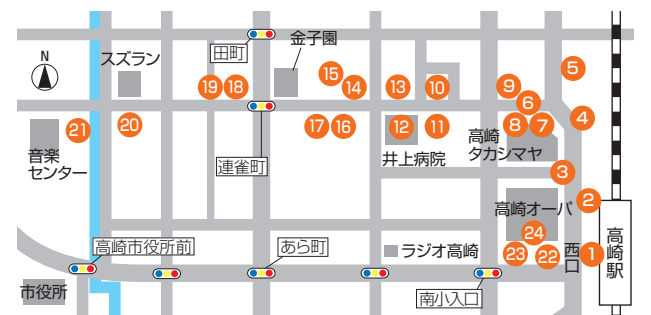 田町
金子園
スズラン
N
⑤
⑮
⑲
⑱
⑭
⑬
⑩
⑨
⑥
④
㉑
⑳
⑰
⑯
⑫
⑪
⑧
⑦
音楽
センター
連雀町
井上病院
高崎
タカシマヤ
③
②
高崎オーパ
㉔
高崎市役所前
あら町
ラジオ高崎
㉓
㉒
西口
①
高崎駅
市役所
南小入口